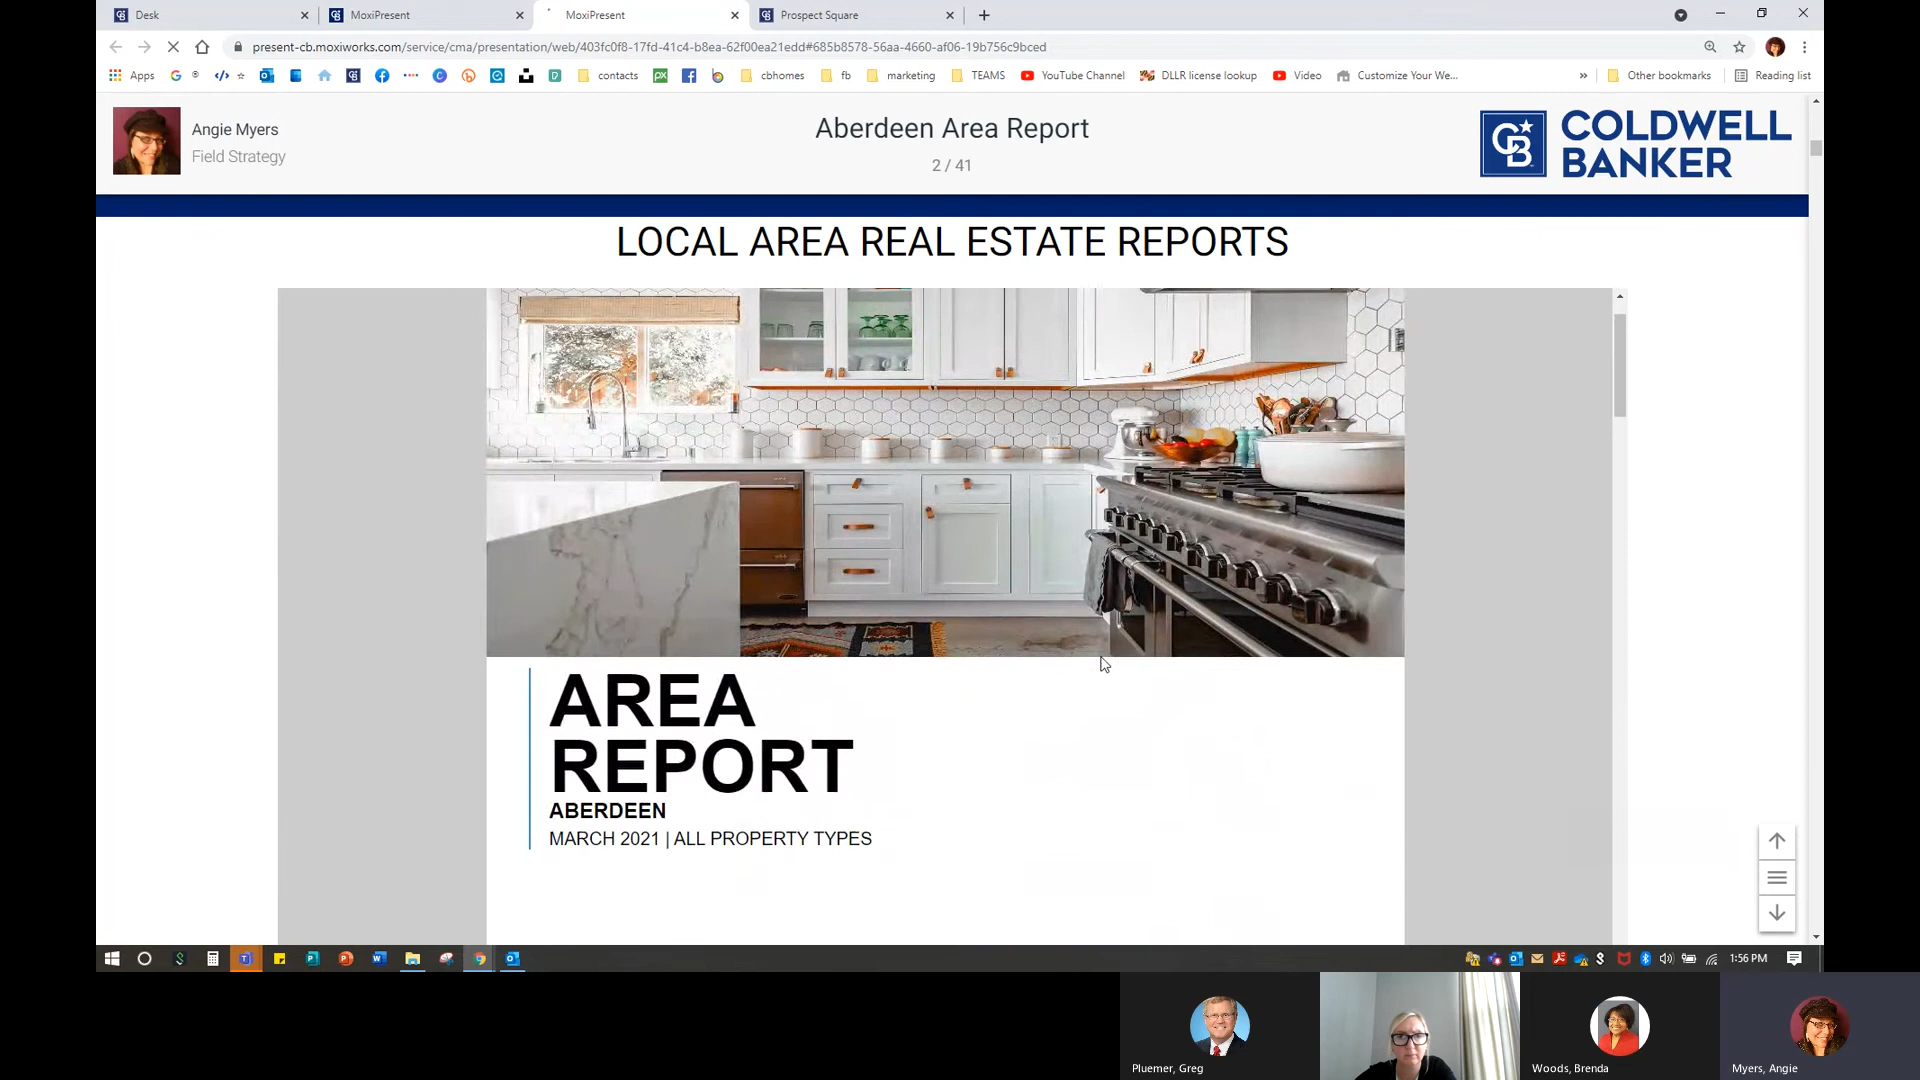 Desk
MoxiPresent
MoxiPresent
Prospect Square
present-cb.moxiworks.com/service/cma/presentation/web/403fc0f8-17fd-41c4-b8ea-62f00ea21edd#685b8578-56aa-4660-af06-19b756c9bced
Apps
contacts
cbhomes
fb
marketing
TEAMS
YouTube Channel
DLLR license lookup
Video
Customize Your We...
Other bookmarks
Reading list
Angie Myers
Field Strategy
Aberdeen Area Report
2 / 41
COLDWELL
BANKER
LOCAL AREA REAL ESTATE REPORTS
AREA
REPORT
ABERDEEN
MARCH 2021 | ALL PROPERTY TYPES
1:56 PM
Pluemer, Greg
Woods, Brenda
Myers, Angie